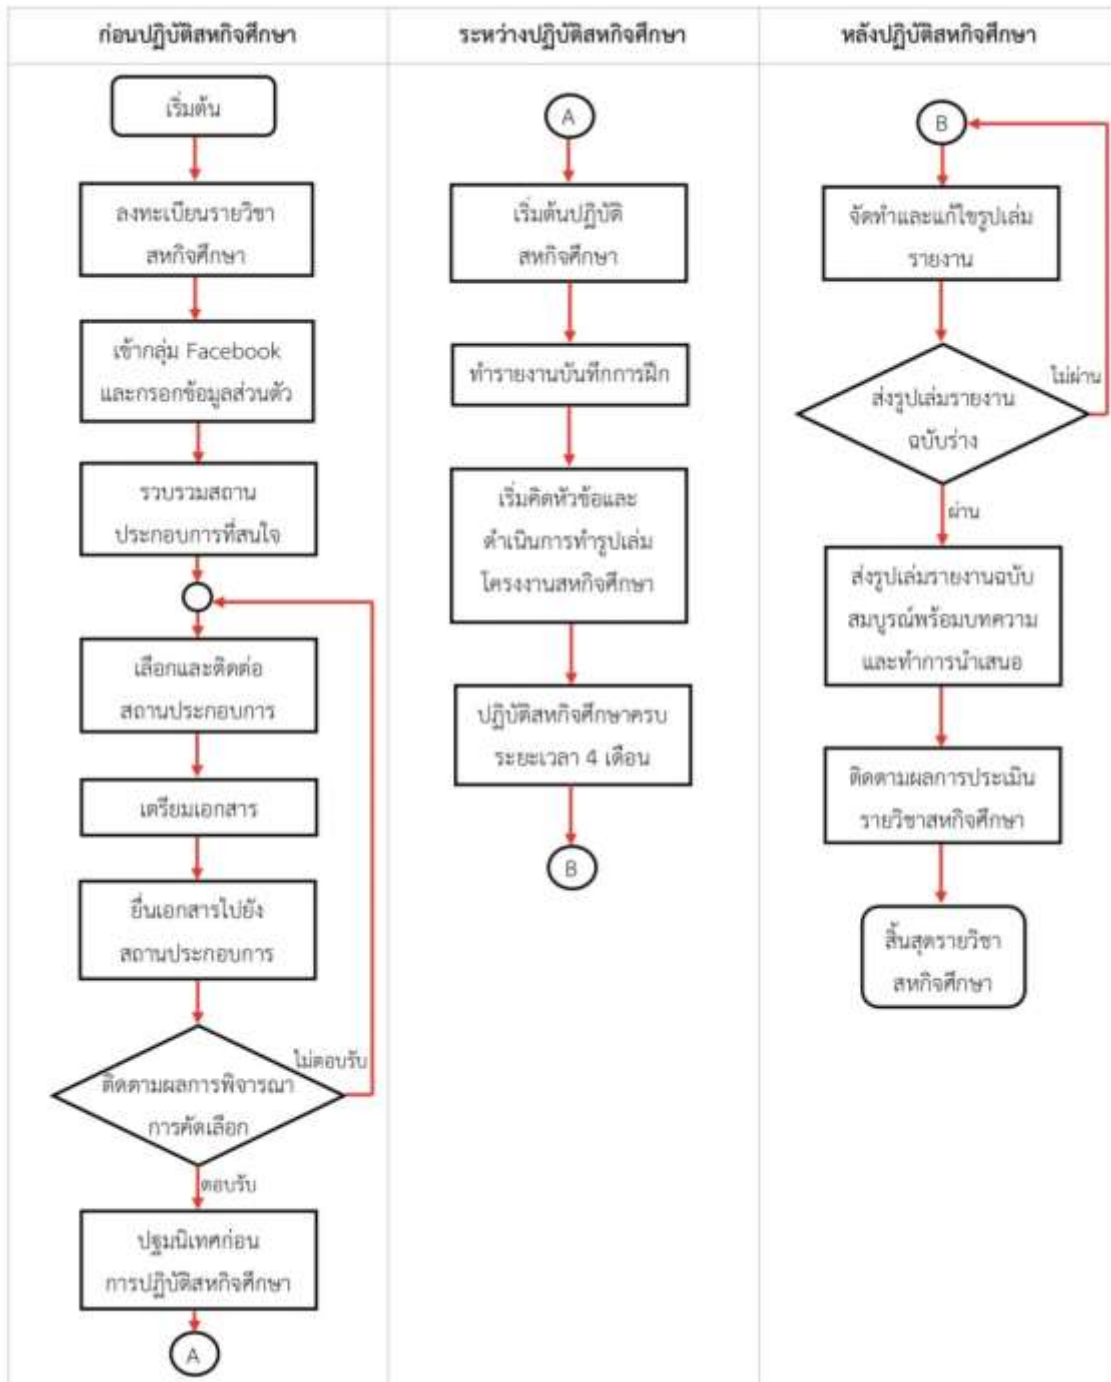 ก่อนปฏิบัติสหกิจศึกษา
เริ่มต้น
ลงทะเบียนรายวิชา
สหกิจศึกษา
เข้ากลุ่ม Facebook
และกรอกข้อมูลส่วนตัว
รวบรวมสถาน
ประกอบการที่สนใจ
เลือกและติดต่อ
สถานประกอบการ
เตรียมเอกสาร
ยื่นเอกสารไปยัง
สถานประกอบการ
ติดตามผลการพิจารณา
การคัดเลือก
ไม่ตอบรับ
ตอบรับ
ปฐมนิเทศก่อน
การปฏิบัติสหกิจศึกษา
A
ระหว่างปฏิบัติสหกิจศึกษา
A
เริ่มต้นปฏิบัติ
สหกิจศึกษา
ทำรายงานบันทึกการฝึก
เริ่มคิดหัวข้อและ
ดำเนินการทำรูปเล่ม
โครงงานสหกิจศึกษา
ปฏิบัติสหกิจศึกษาครบ
ระยะเวลา 4 เดือน
B
หลังปฏิบัติสหกิจศึกษา
B
จัดทำและแก้ไขรูปเล่ม
รายงาน
ส่งรูปเล่มรายงาน
ฉบับร่าง
ไม่ผ่าน
ผ่าน
ส่งรูปเล่มรายงานฉบับ
สมบูรณ์พร้อมบทความ
และทำการนำเสนอ
ติดตามผลการประเมิน
รายวิชาสหกิจศึกษา
สิ้นสุดรายวิชา
สหกิจศึกษา